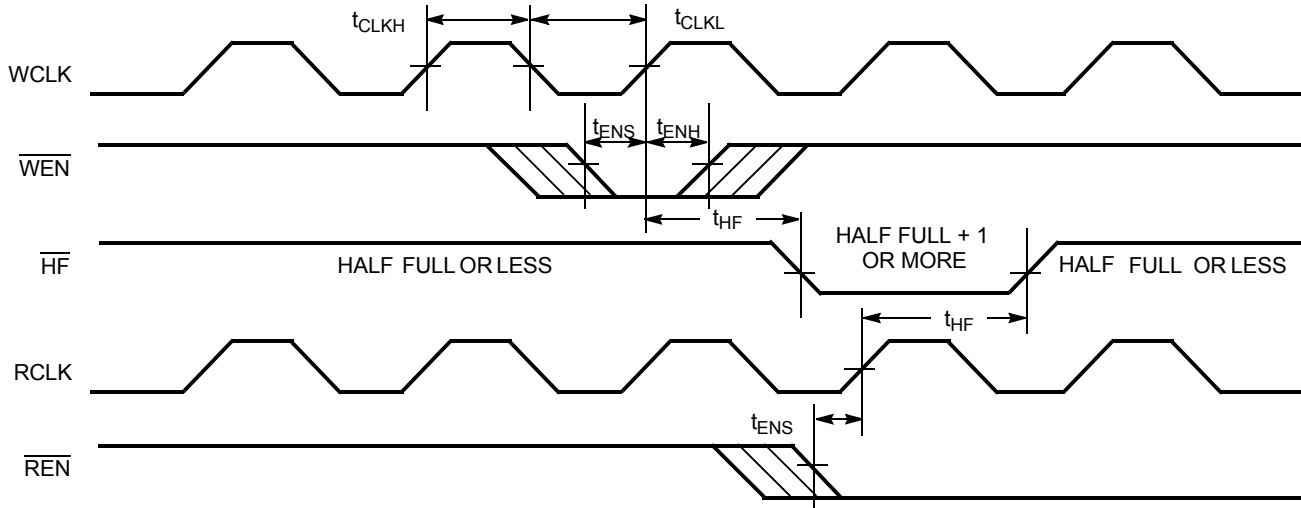 tCLKH
tCLKL
WCLK
tENS
tENH
WEN
tHF
HF
HALF FULL OR LESS
HALF FULL + 1
OR MORE
HALF FULL OR LESS
tHF
RCLK
tENS
REN